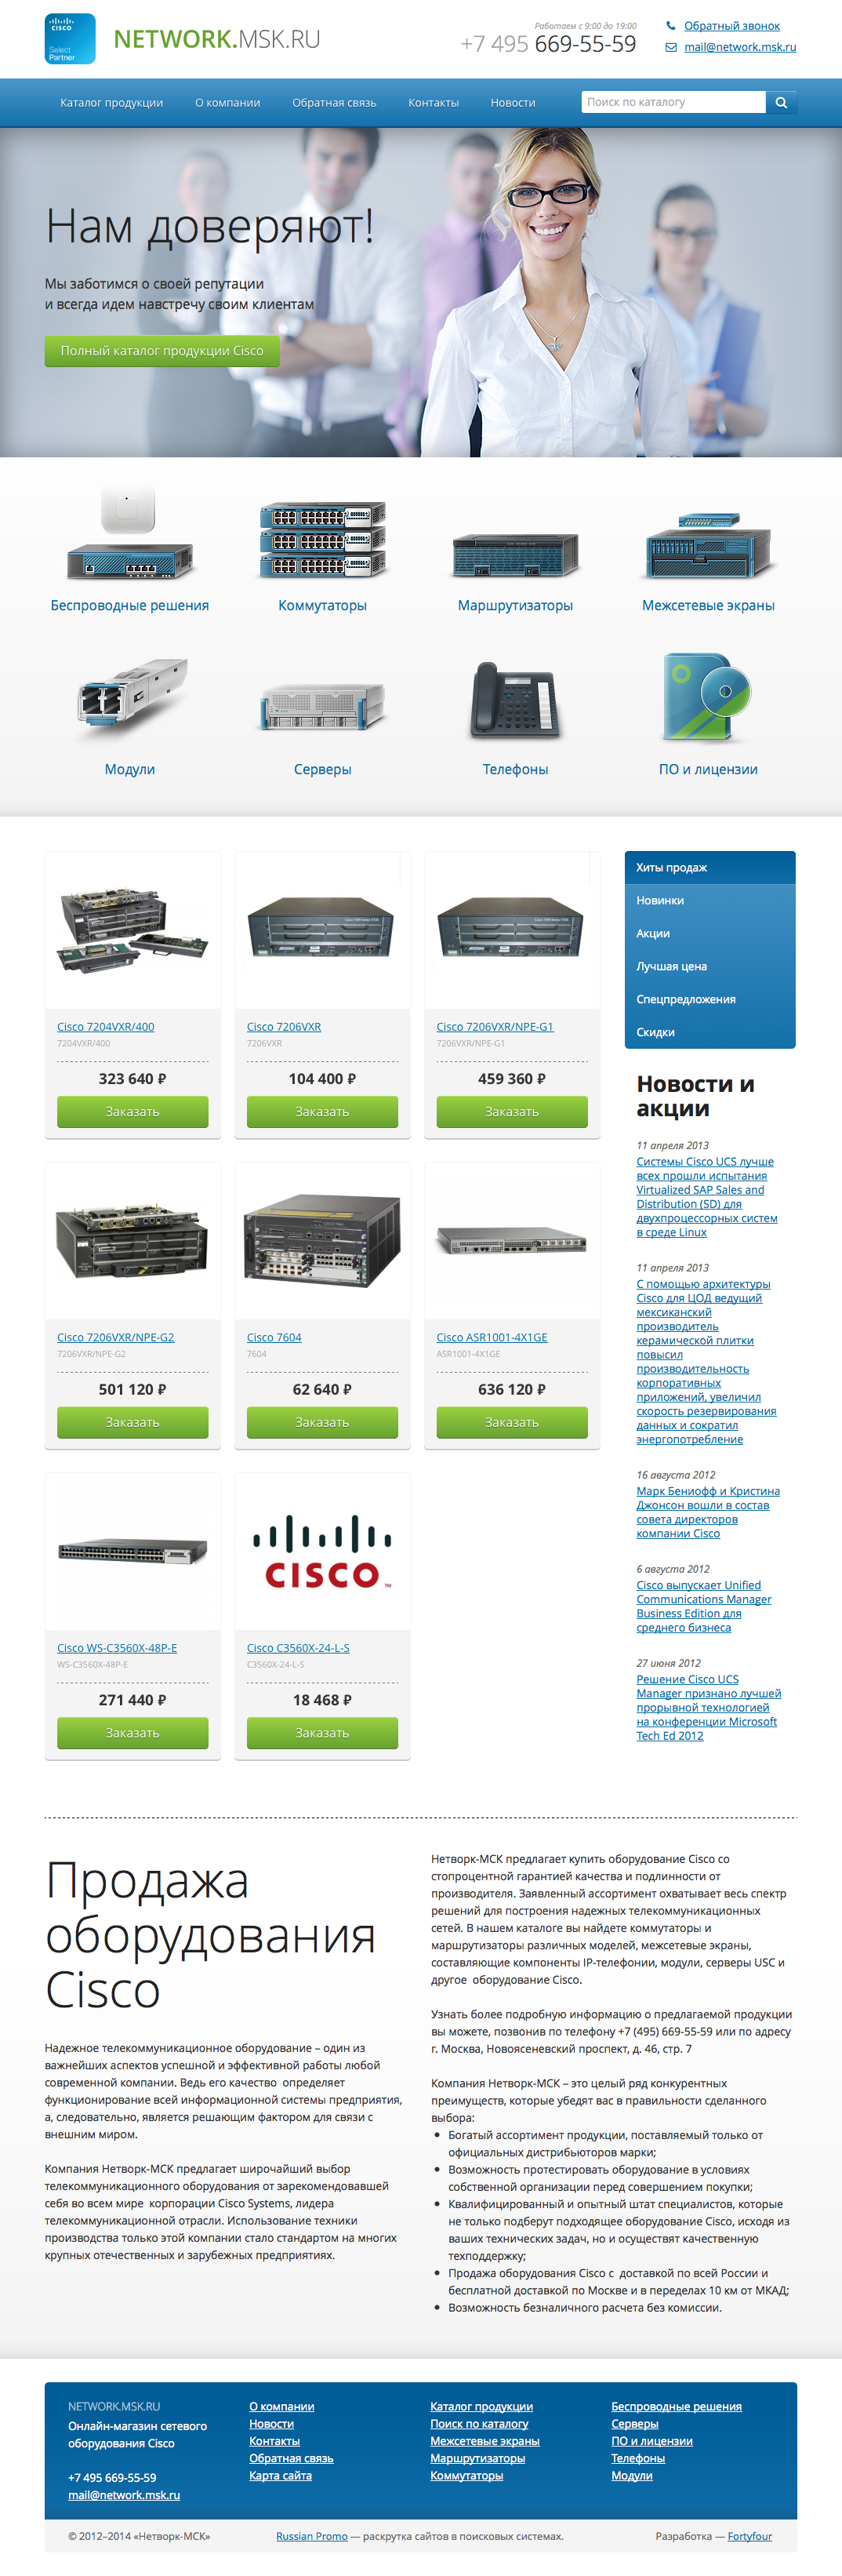 cisco
Select
Partner
NETWORK.MSK.RU
Работаем с 9:00 до 19:00
+7 495 669-55-59
Обратный звонок
mail@network.msk.ru
Каталог продукции
О компании
Обратная связь
Контакты
Новости
Поиск по каталогу
Нам доверяют!
Мы заботимся о своей репутации
и всегда идем навстречу своим клиентам
Полный каталог продукции Cisco
Беспроводные решения
Коммутаторы
Маршрутизаторы
Межсетевые экраны
Модули
Серверы
Телефоны
ПО и лицензии
Cisco 7204VXR/400
7204VXR/400
323 640 ₽
Заказать
Cisco 7206VXR
7206VXR
104 400 ₽
Заказать
Cisco 7206VXR/NPE-G1
7206VXR/NPE-G1
459 360 ₽
Заказать
Cisco 7206VXR/NPE-G2
7206VXR/NPE-G2
501 120 ₽
Заказать
Cisco 7604
7604
62 640 ₽
Заказать
Cisco ASR1001-4X1GE
ASR1001-4X1GE
636 120 ₽
Заказать
Cisco WS-C3560X-48P-E
WS-C3560X-48P-E
271 440 ₽
Заказать
CISCO
Cisco C3560X-24-L-S
C3560X-24-L-S
18 468 ₽
Заказать
Хиты продаж
Новинки
Акции
Лучшая цена
Спецпредложения
Скидки
Новости и
акции
11 апреля 2013
Системы Cisco UCS лучше
всех прошли испытания
Virtualized SAP Sales and
Distribution (SD) для
двухпроцессорных систем
в среде Linux
11 апреля 2013
С помощью архитектуры
Cisco для ЦОД ведущий
мексиканский
производитель
керамической плитки
повысил
производительность
корпоративных
приложений, увеличил
скорость резервирования
данных и сократил
энергопотребление
16 августа 2012
Марк Бениофф и Кристина
Джонсон вошли в состав
совета директоров
компании Cisco
6 августа 2012
Cisco выпускает Unified
Communications Manager
Business Edition для
среднего бизнеса
27 июня 2012
Решение Cisco UCS
Manager признано лучшей
прорывной технологией
на конференции Microsoft
Tech Ed 2012
Продажа
оборудования
Cisco
Надежное телекоммуникационное оборудование – один из
важнейших аспектов успешной и эффективной работы любой
современной компании. Ведь его качество определяет
функционирование всей информационной системы предприятия,
а, следовательно, является решающим фактором для связи с
внешним миром.
Компания Нетворк-МСК предлагает широчайший выбор
телекоммуникационного оборудования от зарекомендовавшей
себя во всем мире корпорации Cisco Systems, лидера
телекоммуникационной отрасли. Использование техники
производства только этой компании стало стандартом на многих
крупных отечественных и зарубежных предприятиях.
Нетворк-МСК предлагает купить оборудование Cisco со
стопроцентной гарантией качества и подлинности от
производителя. Заявленный ассортимент охватывает весь спектр
решений для построения надежных телекоммуникационных
сетей. В нашем каталоге вы найдете коммутаторы и
маршрутизаторы различных моделей, межсетевые экраны,
составляющие компоненты IP-телефонии, модули, серверы USC и
другое оборудование Cisco.
Узнать более подробную информацию о предлагаемой продукции
вы можете, позвонив по телефону +7 (495) 669-55-59 или по адресу
г. Москва, Новоясеневский проспект, д. 46, стр. 7
Компания Нетворк-МСК – это целый ряд конкурентных
преимуществ, которые убедят вас в правильности сделанного
выбора:
• Богатый ассортимент продукции, поставляемый только от
официальных дистрибьюторов марки;
• Возможность протестировать оборудование в условиях
собственной организации перед совершением покупки;
• Квалифицированный и опытный штат специалистов, которые
не только подберут подходящее оборудование Cisco, исходя из
ваших технических задач, но и осуществят качественную
техподдержку;
• Продажа оборудования Cisco с доставкой по всей России и
бесплатной доставкой по Москве и в переделах 10 км от МКАД;
• Возможность безналичного расчета без комиссии.
NETWORK.MSK.RU
Онлайн-магазин сетевого
оборудования Cisco
+7 495 669-55-59
mail@network.msk.ru
О компании
Новости
Контакты
Обратная связь
Карта сайта
Каталог продукции
Поиск по каталогу
Межсетевые экраны
Маршрутизаторы
Коммутаторы
Беспроводные решения
Серверы
ПО и лицензии
Телефоны
Модули
© 2012–2014 «Нетворк-МСК»
Russian Promo — раскрутка сайтов в поисковых системах.
Разработка — Fortyfour